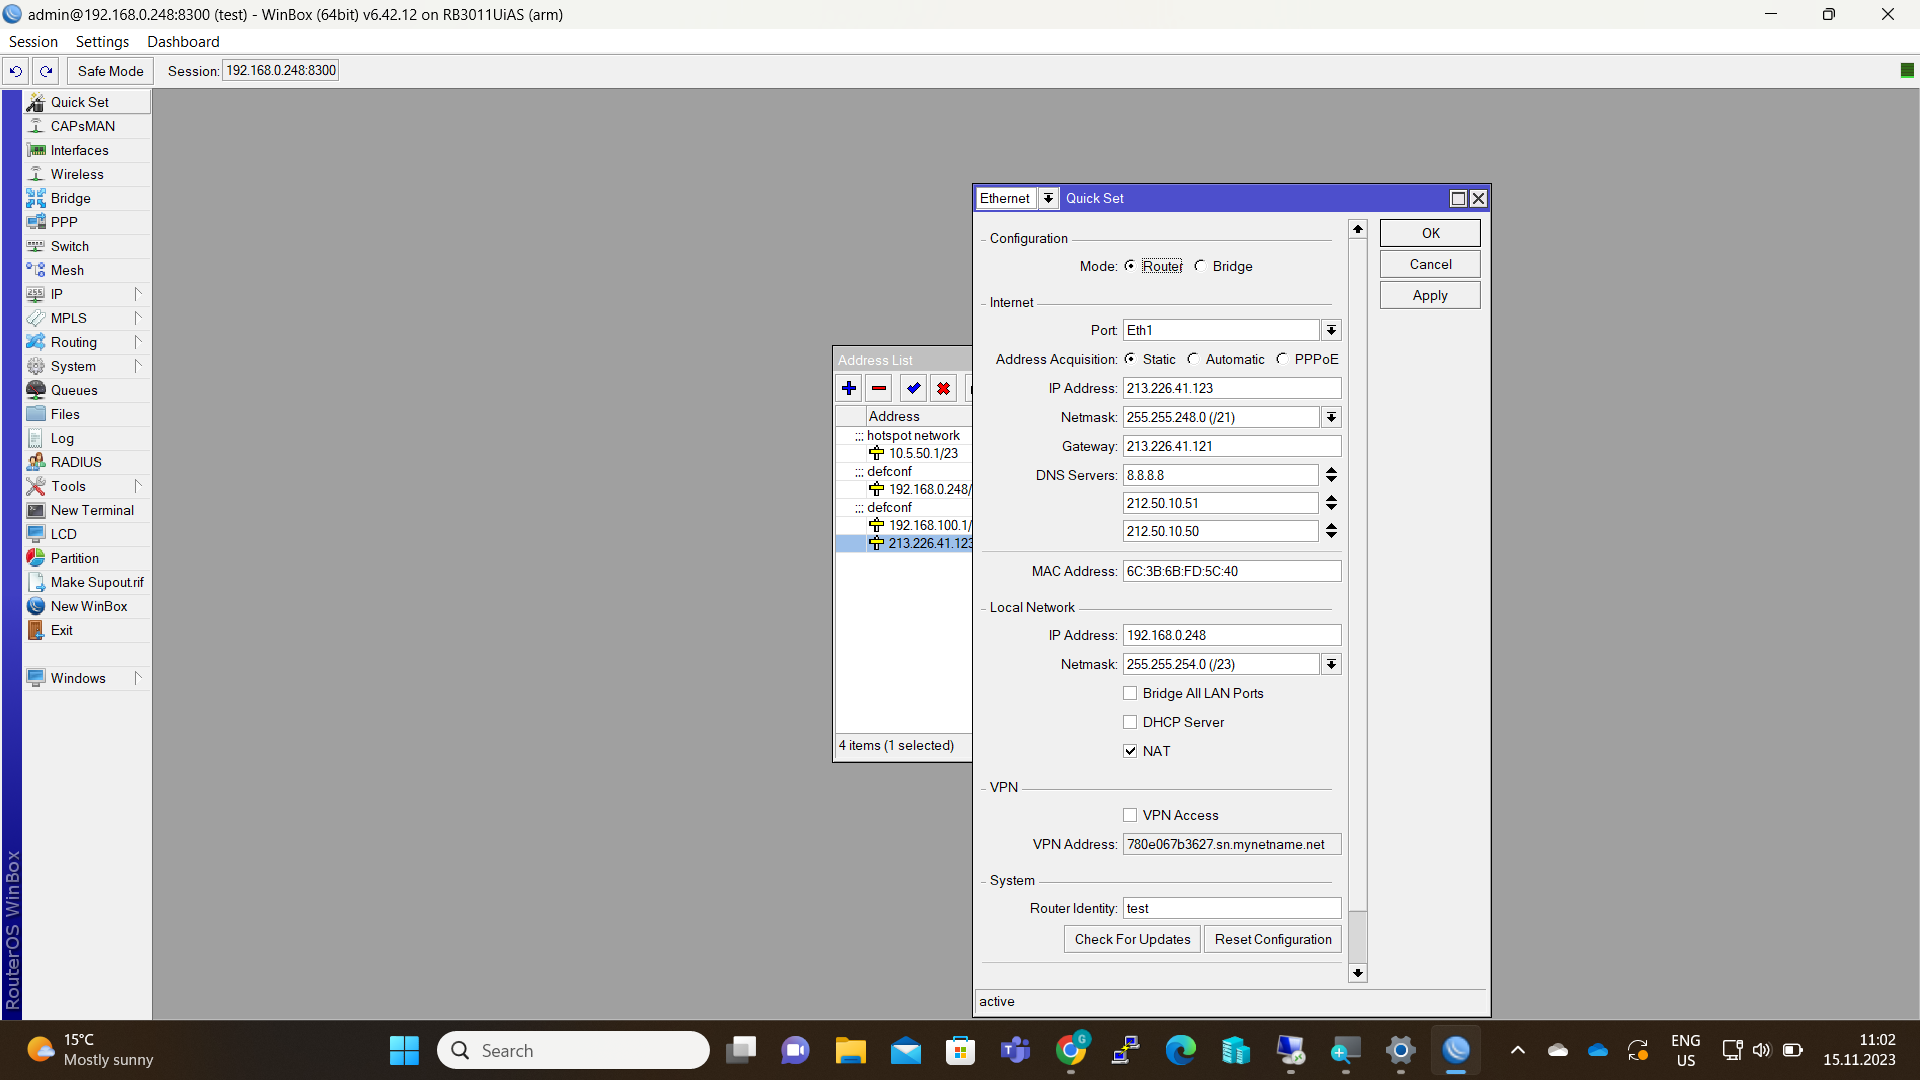 admin@192.168.0.248:8300 (test) - WinBox (64bit) v6.42.12 on RB3011UiAS (arm)
Session Settings Dashboard
Safe Mode Session: 192.168.0.248:8300
Quick Set
CAPsMAN
Interfaces
Wireless
Bridge
PPP
Switch
Mesh
IP
MPLS
Routing
System
Queues
Files
Log
RADIUS
Tools
New Terminal
LCD
Partition
Make Supout.rif
New WinBox
Exit
Windows
RouterOS WinBox
Address List
Address
;;; hotspot network
10.5.50.1/23
;;; defconf
192.168.0.248/
;;; defconf
192.168.100.1/
213.226.41.123
4 items (1 selected)
Ethernet Quick Set
Configuration
Mode: Router Bridge
Internet
Port: Eth1
Address Acquisition: Static Automatic PPPoE
IP Address: 213.226.41.123
Netmask: 255.255.248.0 (/21)
Gateway: 213.226.41.121
DNS Servers: 8.8.8.8
212.50.10.51
212.50.10.50
MAC Address: 6C:3B:6B:FD:5C:40
Local Network
IP Address: 192.168.0.248
Netmask: 255.255.254.0 (/23)
Bridge All LAN Ports
DHCP Server
NAT
VPN
VPN Access
VPN Address: 780e067b3627.sn.mynetname.net
System
Router Identity: test
Check For Updates Reset Configuration
active
OK
Cancel
Apply
15°C
Mostly sunny
Search
G
ENG
US
11:02
15.11.2023